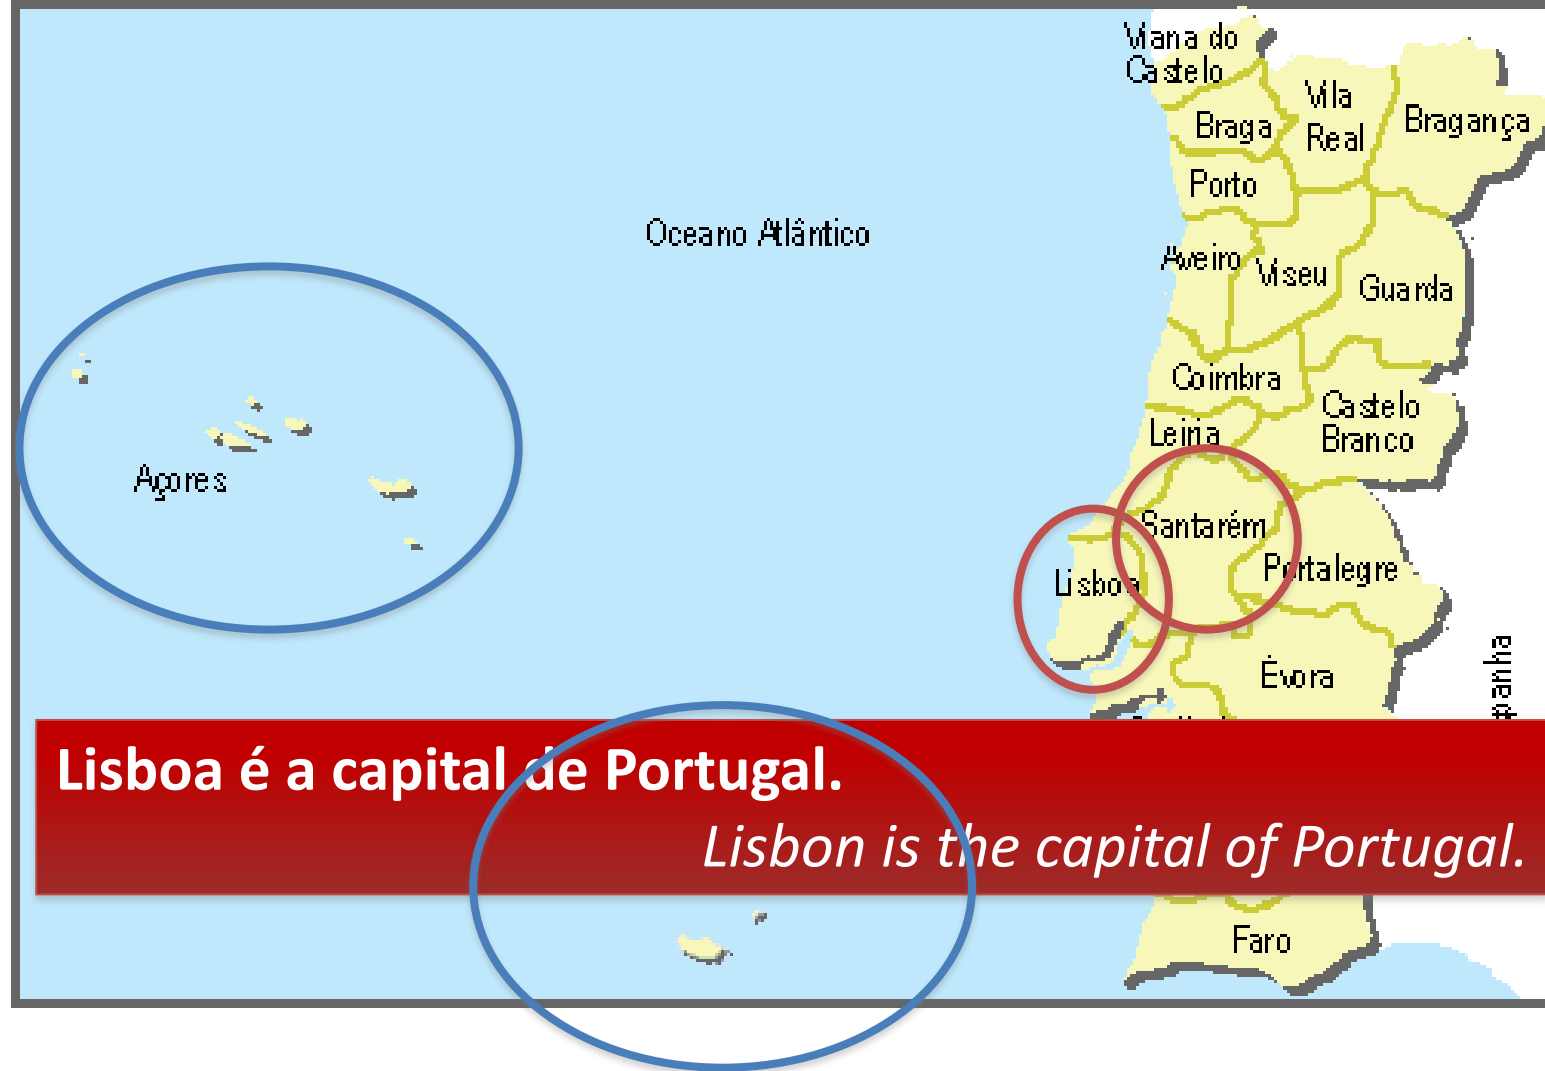 Viana do
Castelo
Braga
Vila
Real
Bragança
Porto
Oceano Atlântico
Aveiro
Viseu
Guarda
Coimbra
Castelo
Branco
Leiria
Açores
Santarém
Lisboa
Portalegre
Évora
Lisboa é a capital de Portugal.
Lisbon is the capital of Portugal.
Faro